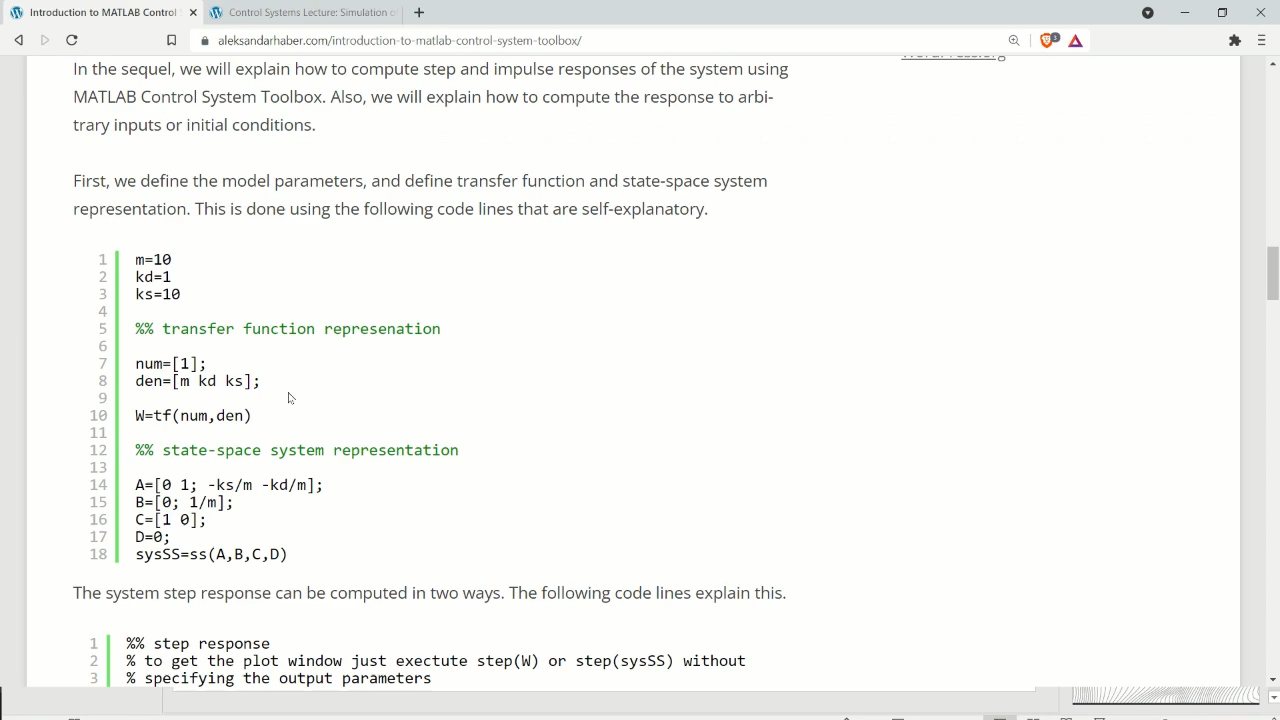 Introduction to MATLAB Control
Control Systems Lecture: Simulation o
aleksandarhaber.com/introduction-to-matlab-control-system-toolbox/
3
In the sequel, we will explain how to compute step and impulse responses of the system using
MATLAB Control System Toolbox. Also, we will explain how to compute the response to arbi-
trary inputs or initial conditions.
First, we define the model parameters, and define transfer function and state-space system
representation. This is done using the following code lines that are self-explanatory.
1 m=10
2 kd=1
3 ks=10
4
5 %% transfer function represenation
6
7 num=[1];
8 den=[m kd ks];
9
10 W=tf(num,den)
11
12 %% state-space system representation
13
14 A=[0 1; -ks/m -kd/m];
15 B=[0; 1/m];
16 C=[1 0];
17 D=0;
18 sysSS=ss(A,B,C,D)
The system step response can be computed in two ways. The following code lines explain this.
1 %% step response
2 % to get the plot window just exectute step(W) or step(sysSS) without
3 % specifying the output parameters